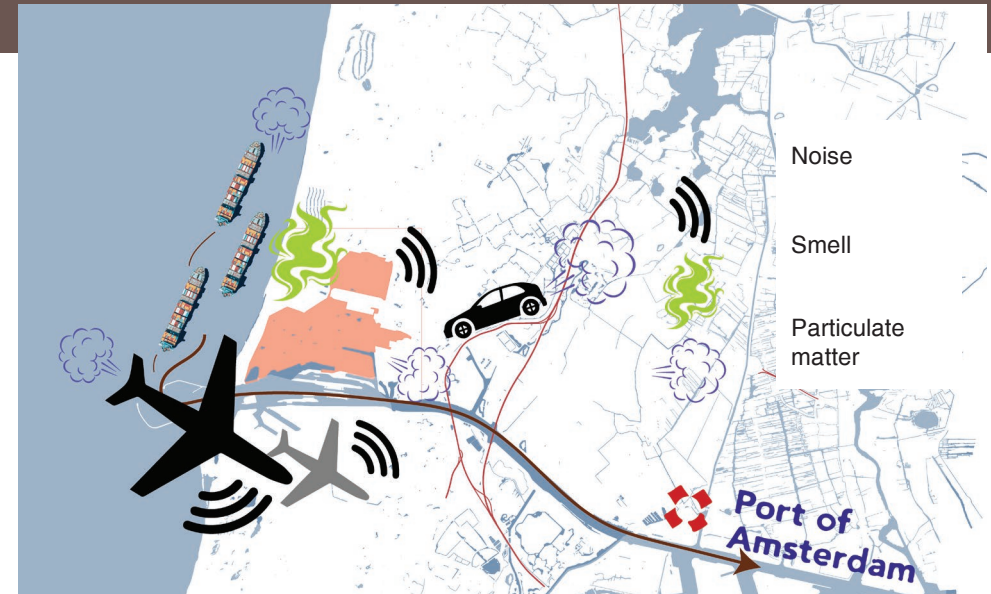 Noise
Smell
Particulate
matter
Port of
Amsterdam